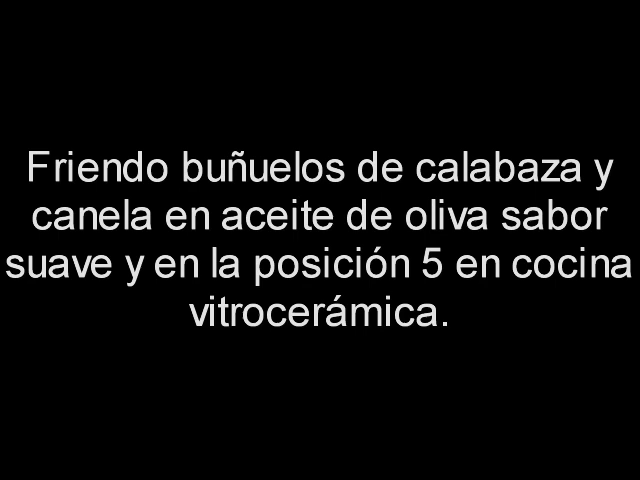 Friendo buñuelos de calabaza y
canela en aceite de oliva sabor
suave y en la posición 5 en cocina
vitrocerámica.